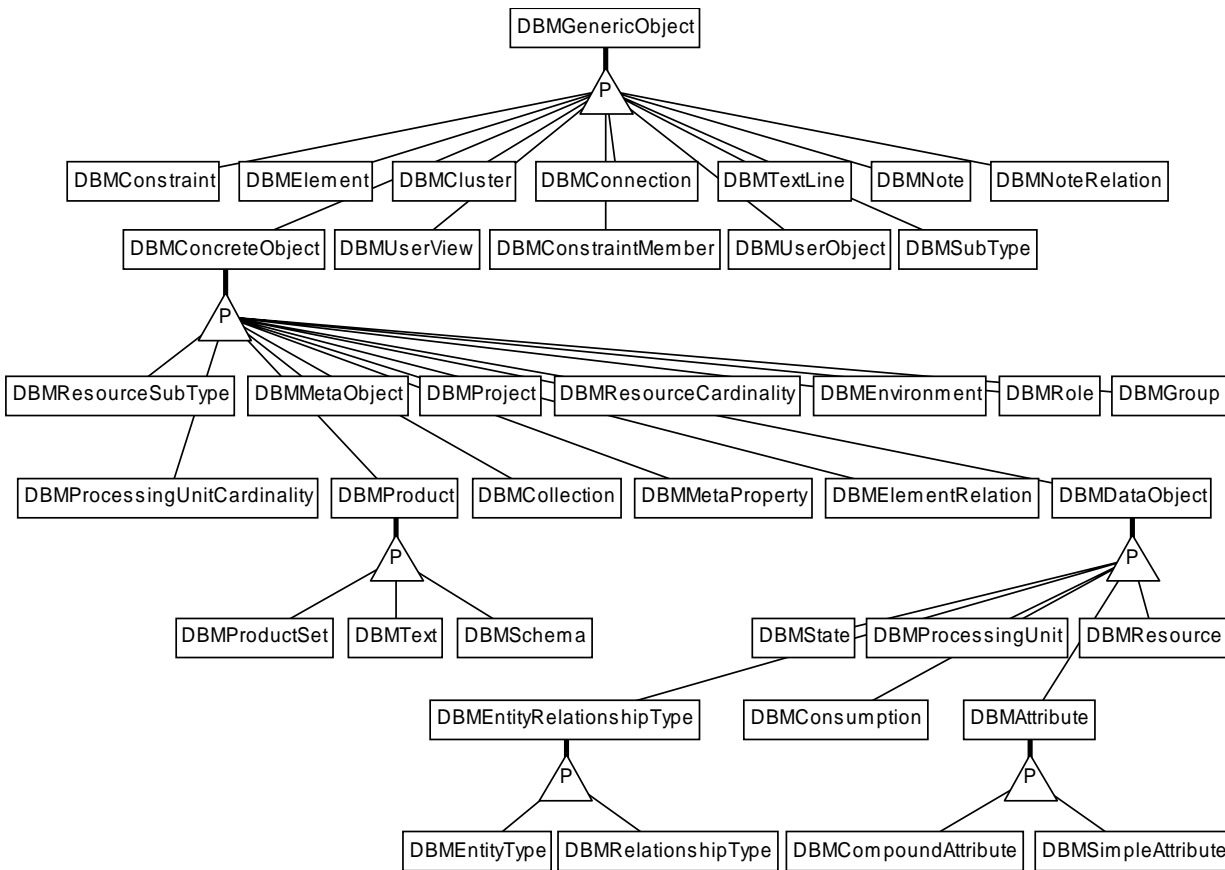 DBMGenericObject
P
DBMConstraint DBMElement DBMCluster DBMConnection DBMTextLine DBMNote DBMNoteRelation
DBMConcreteObject DBMUserView DBMConstraintMember DBMUserObject DBMSubType
P
DBMResourceSubType DBMMetaObject DBMProject DBMResourceCardinality DBMEnvironment DBMRole DBMGroup
DBMProcessingUnitCardinality DBMProduct DBMCollection DBMMetaProperty DBMElementRelation DBMDataObject
P P
DBMProductSet DBMText DBMSchema DBMState DBMProcessingUnit DBMResource
DBMEntityRelationshipType DBMConsumption DBMAttribute
P P
DBMEntityType DBMRelationshipType DBMCompoundAttribute DBMSimpleAttribute